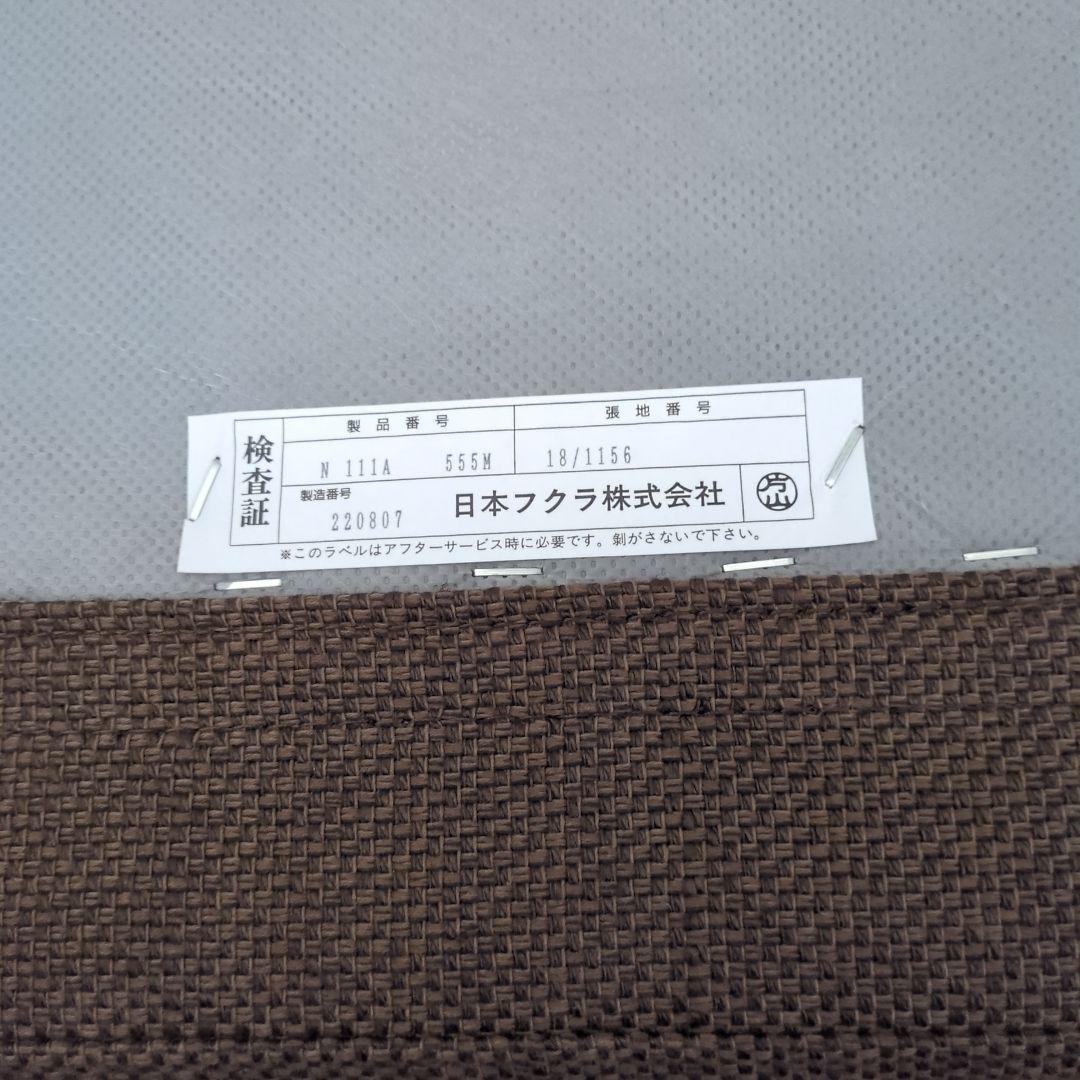 検査証
製品番号 張地番号
N 111A 555M 18/1156
製造番号
220807
日本フクラ株式会社
片山
※このラベルはアフターサービス時に必要です。剝がさないで下さい。